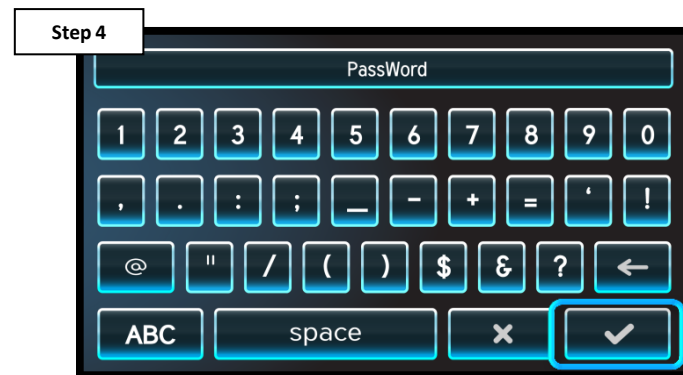 Step 4
PassWord
1 2 3 4 5 6 7 8 9 0
, . : ; _ - + = ‘ !
@ " / ( ) $ & ? ←
ABC space ✖ ✔